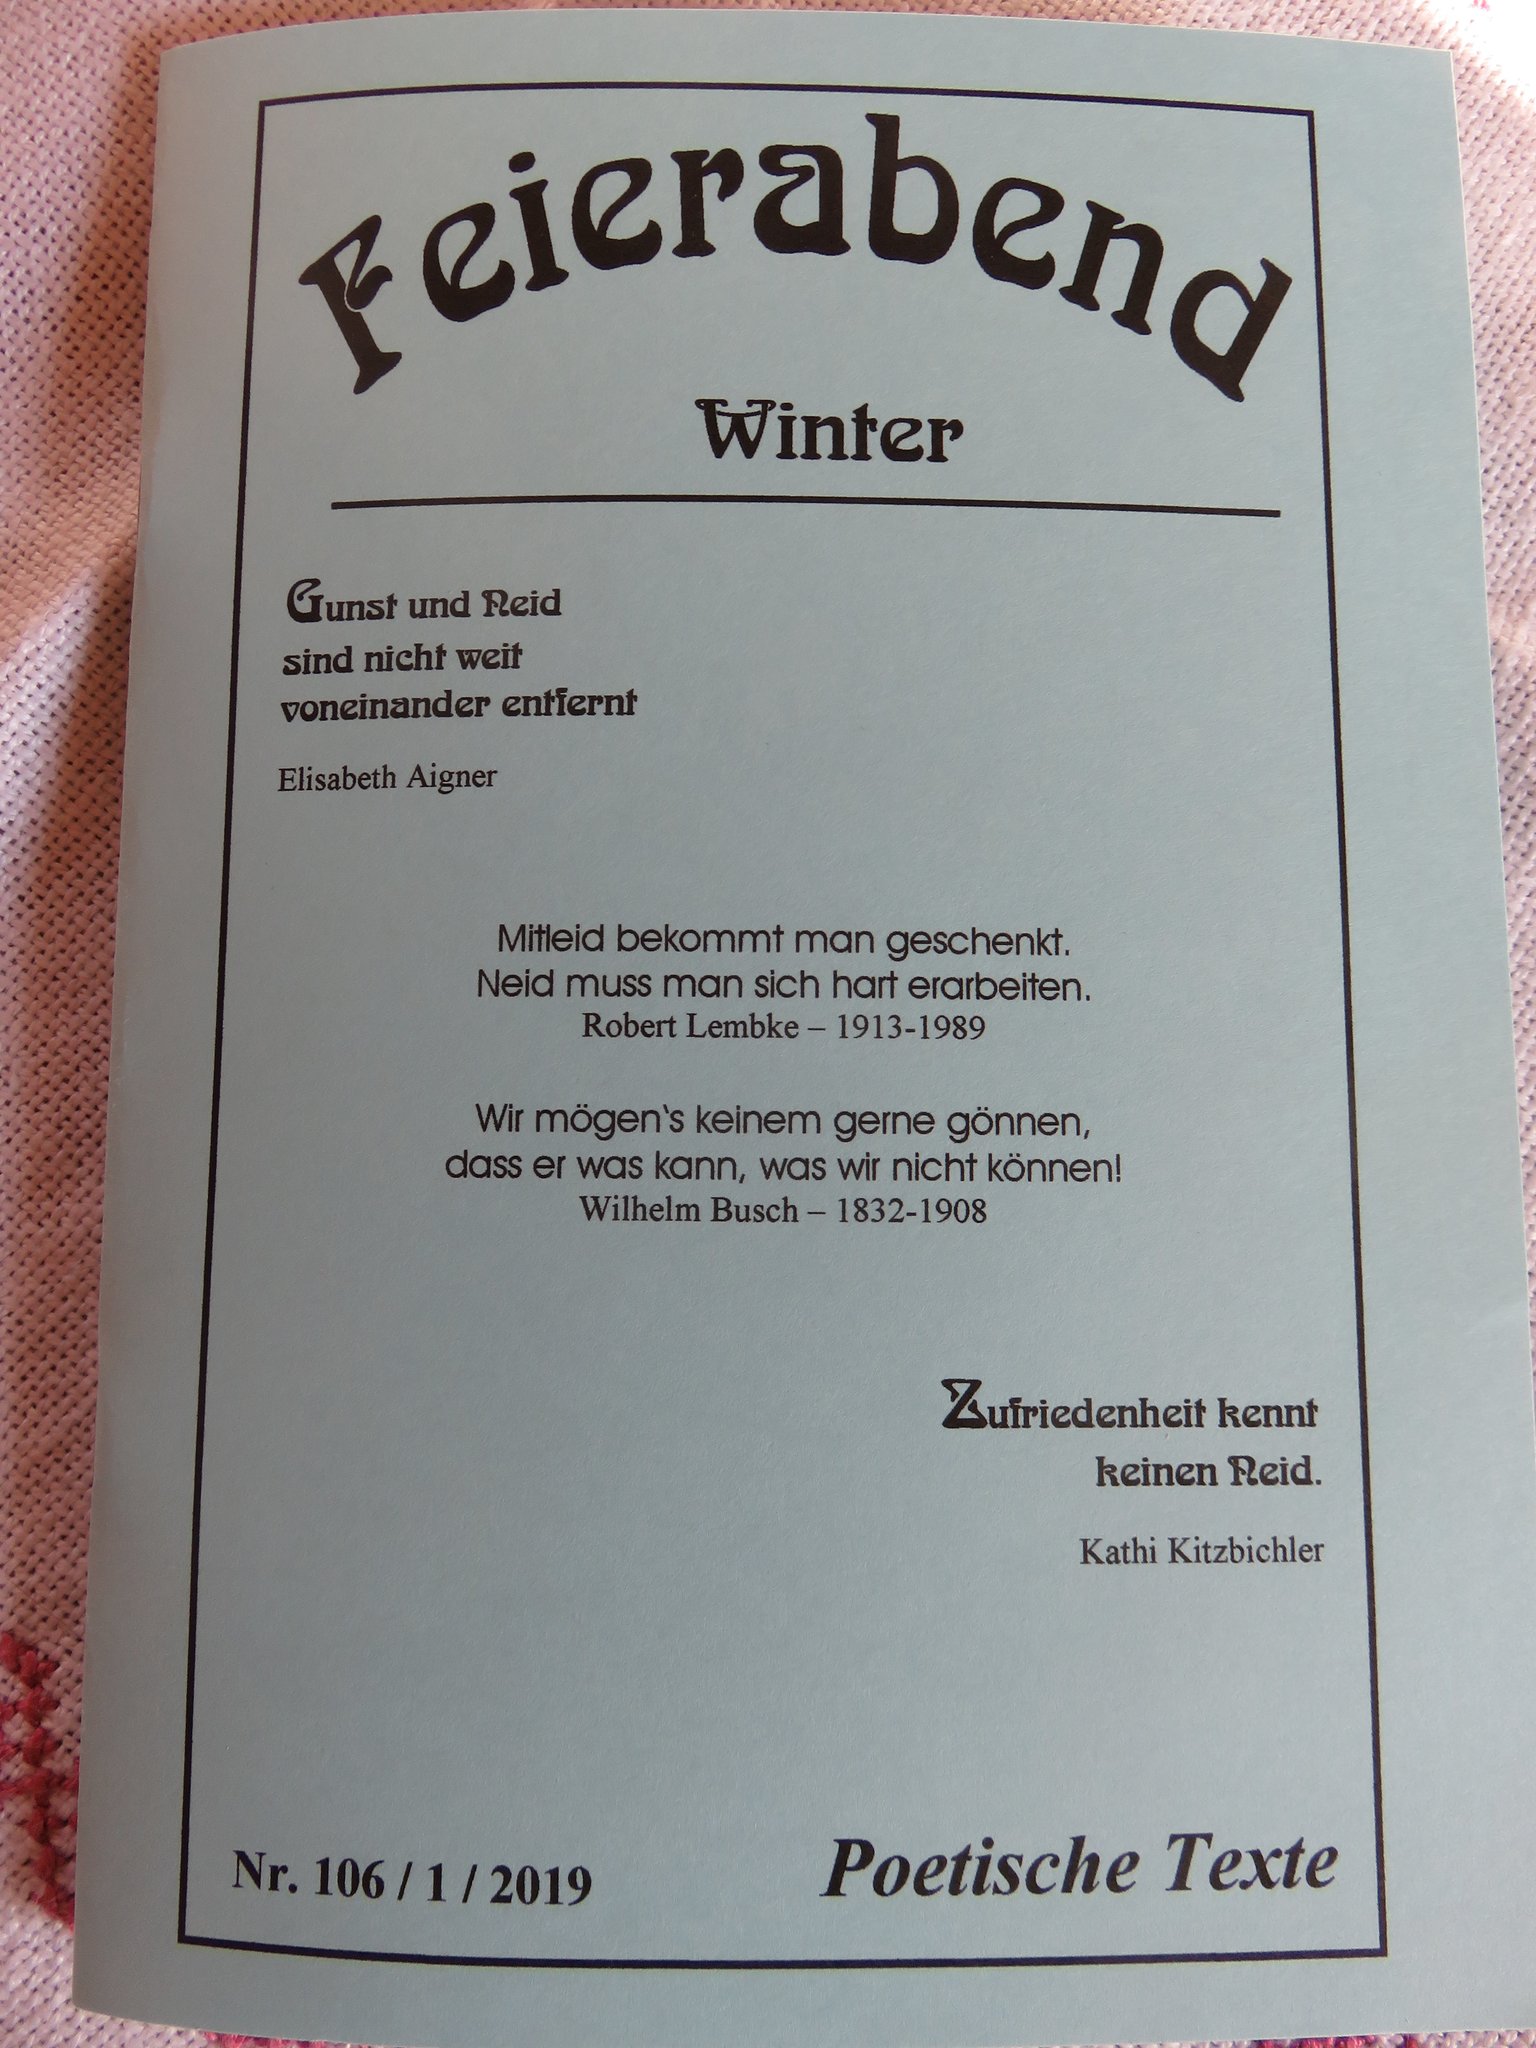 Feierabend
Winter
Gunst und Neid
sind nicht weit
voneinander entfernt
Elisabeth Aigner
Mitleid bekommt man geschenkt.
Neid muss man sich hart erarbeiten.
Robert Lembke – 1913-1989
Wir mögen‘s keinem gerne gönnen,
dass er was kann, was wir nicht können!
Wilhelm Busch – 1832-1908
Zufriedenheit kennt
keinen Neid.
Kathi Kitzbichler
Nr. 106 / 1 / 2019
Poetische Texte